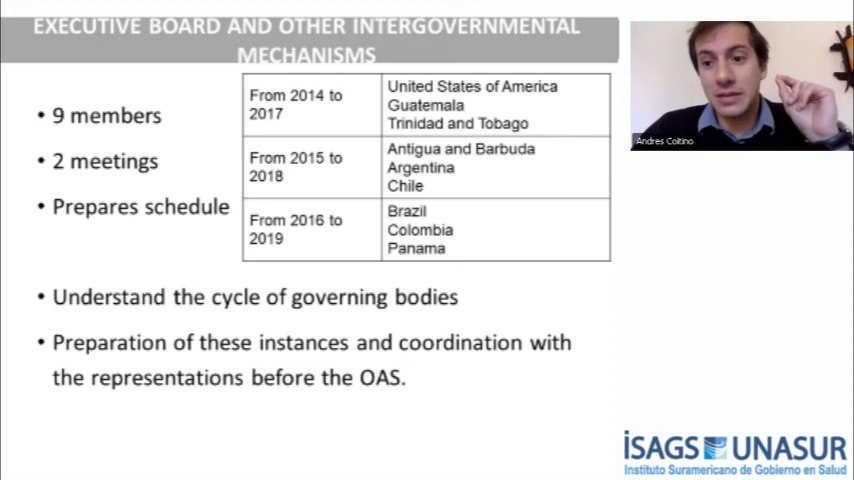 EXECUTIVE BOARD AND OTHER INTERGOVERNMENTAL
MECHANISMS
• 9 members
• 2 meetings
• Prepares schedule
From 2014 to
2017
United States of America
Guatemala
Trinidad and Tobago
From 2015 to
2018
Antigua and Barbuda
Argentina
Chile
From 2016 to
2019
Brazil
Colombia
Panama
• Understand the cycle of governing bodies
• Preparation of these instances and coordination with
the representations before the OAS.
Andres Coitino
iSAGS UNASUR
Instituto Suramericano de Gobierno en Salud